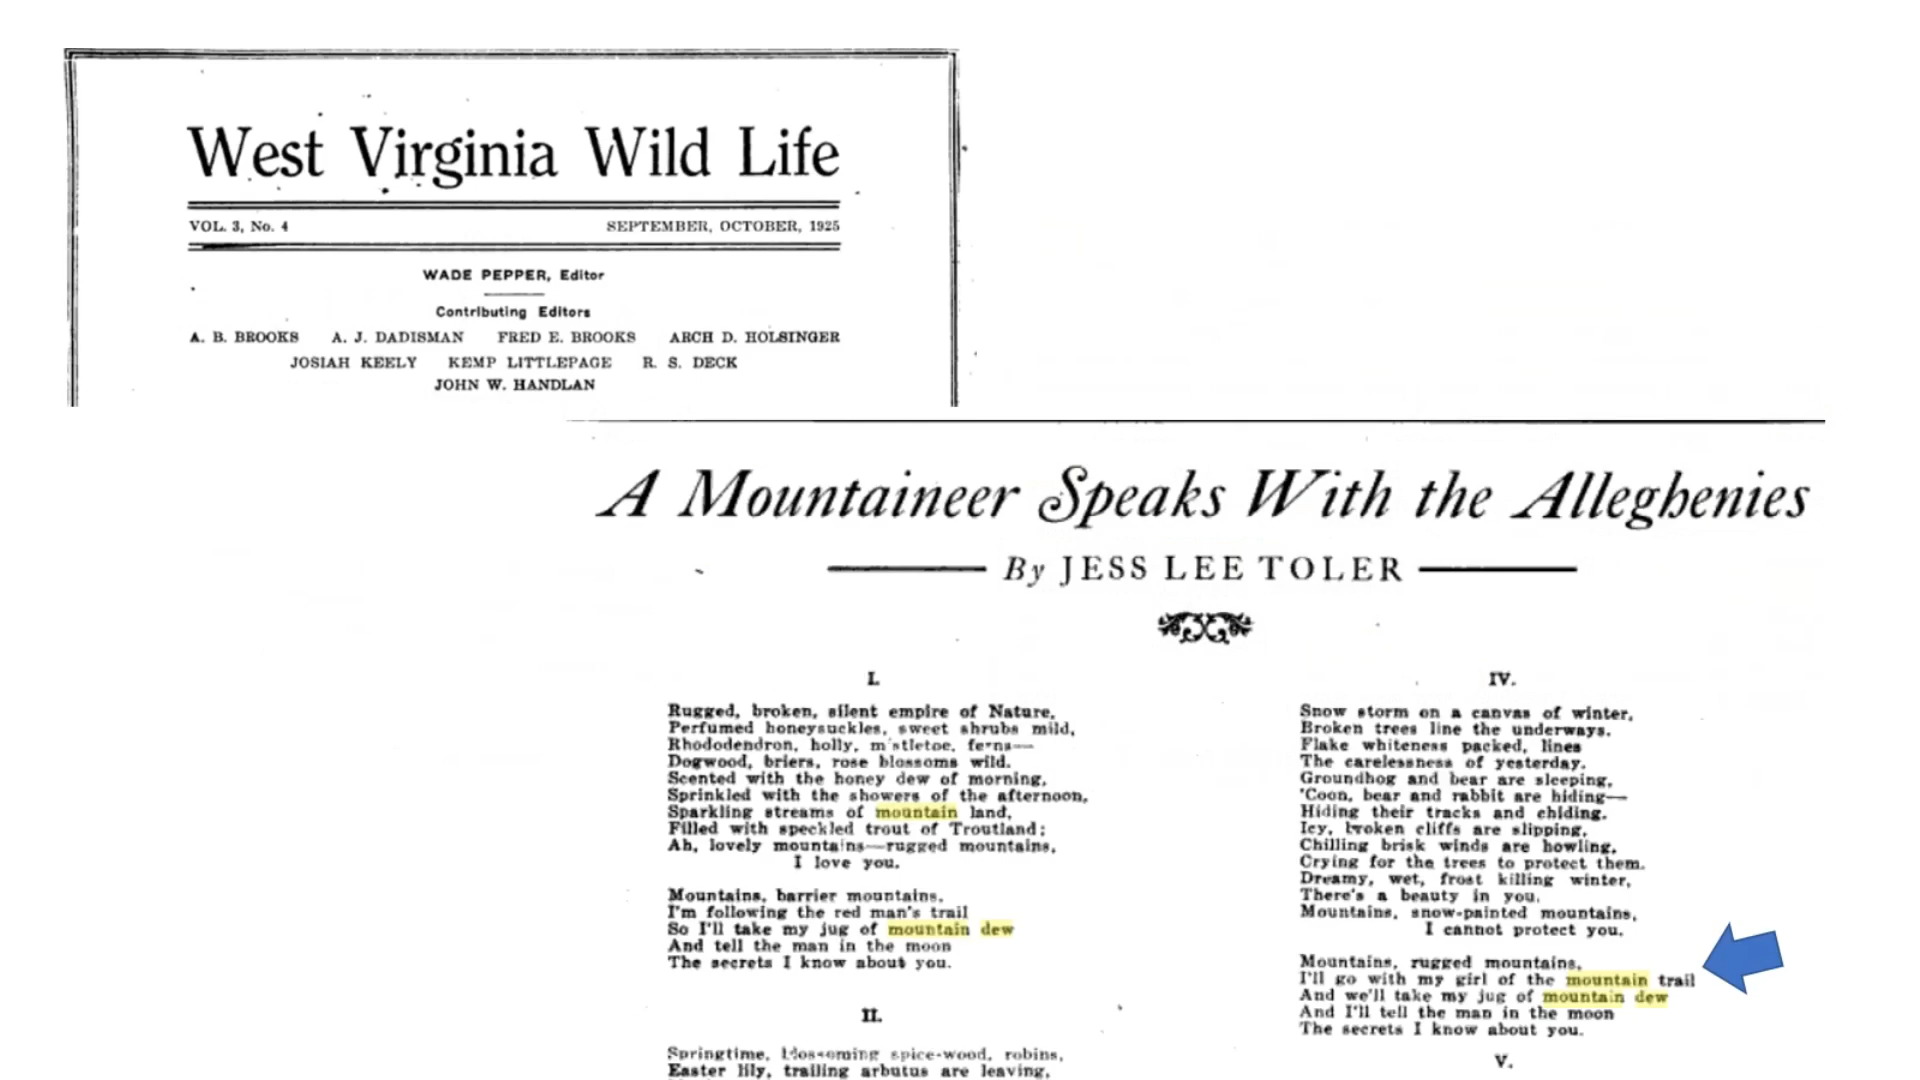 West Virginia Wild Life
VOL. 3, No. 4 SEPTEMBER, OCTOBER, 1925
WADE PEPPER, Editor
Contributing Editors
A. B. BROOKS A. J. DADISMAN FRED E. BROOKS ARCH D. HOLSINGER
JOSIAH KEELY KEMP LITTLEPAGE R. S. DECK
JOHN W. HANDLAN
A Mountaineer Speaks With the Alleghenies
By JESS LEE TOLER
I.
Rugged, broken, silent empire of Nature,
Perfumed honeysuckles, sweet shrubs mild,
Rhododendron, holly, mistletoe, ferns—
Dogwood, briers, rose blossoms wild.
Scented with the honey dew of morning,
Sprinkled with the showers of the afternoon,
Sparkling streams of mountain land,
Filled with speckled trout of Troutland;
Ah, lovely mountains—rugged mountains,
I love you.
Mountains, barrier mountains,
I'm following the red man's trail
So I'll take my jug of mountain dew
And tell the man in the moon
The secrets I know about you.
II.
Springtime, blossoming spice-wood, robins,
Easter lily, trailing arbutus are leaving,
IV.
Snow storm on a canvas of winter,
Broken trees line the underways.
Flake whiteness packed, lines
The carelessness of yesterday.
Groundhog and bear are sleeping,
'Coon, bear and rabbit are hiding—
Hiding their tracks and chiding.
Icy, broken cliffs are slipping,
Chilling brisk winds are howling,
Crying for the trees to protect them.
Dreamy, wet, frost killing winter,
There's a beauty in you.
Mountains, snow-painted mountains,
I cannot protect you.
Mountains, rugged mountains,
I'll go with my girl of the mountain trail
And we'll take my jug of mountain dew
And I'll tell the man in the moon
The secrets I know about you.
V.